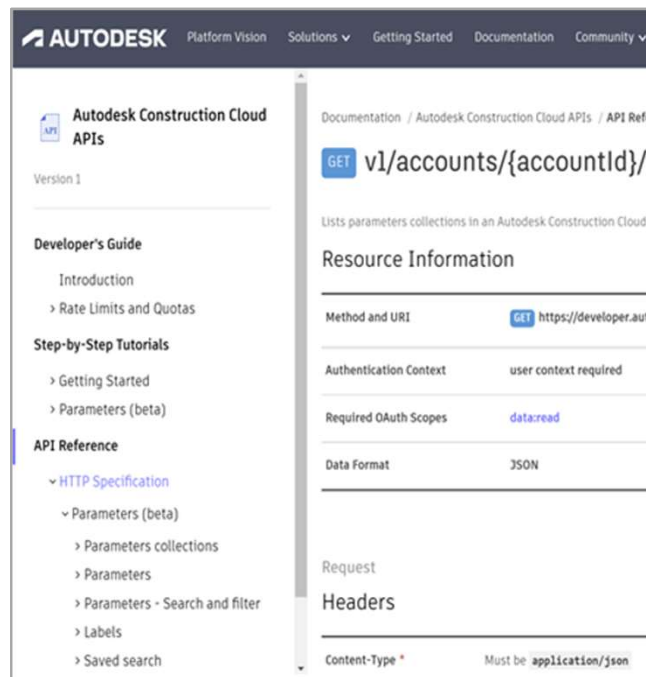 AUTODESK Platform Vision Solutions Getting Started Documentation Community
API
Autodesk Construction Cloud
APIs
Version 1
Developer's Guide
Introduction
> Rate Limits and Quotas
Step-by-Step Tutorials
> Getting Started
> Parameters (beta)
API Reference
HTTP Specification
Parameters (beta)
> Parameters collections
> Parameters
> Parameters - Search and filter
> Labels
> Saved search
Documentation / Autodesk Construction Cloud APIs / API Ref
GET v1/accounts/{accountId}/
Lists parameters collections in an Autodesk Construction Cloud
Resource Information
Method and URI GET https://developer.au
Authentication Context user context required
Required OAuth Scopes data:read
Data Format JSON
Request
Headers
Content-Type * Must be application/json